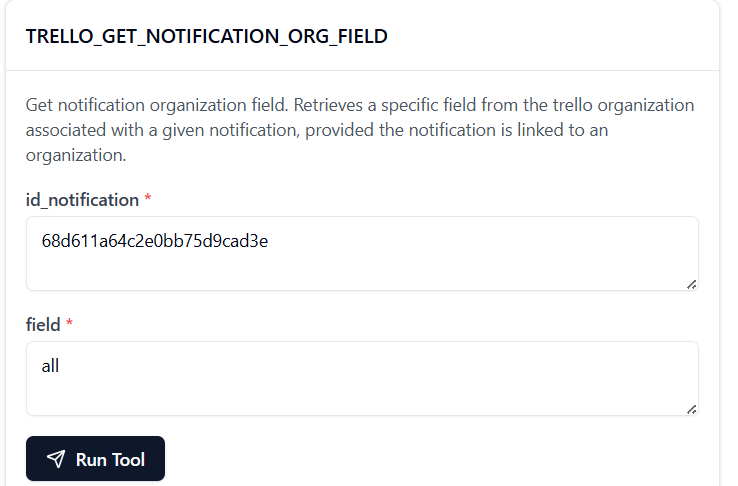 TRELLO_GET_NOTIFICATION_ORG_FIELD
Get notification organization field. Retrieves a specific field from the trello organization
associated with a given notification, provided the notification is linked to an
organization.
id_notification *
68d611a64c2e0bb75d9cad3e
field *
all
Run Tool